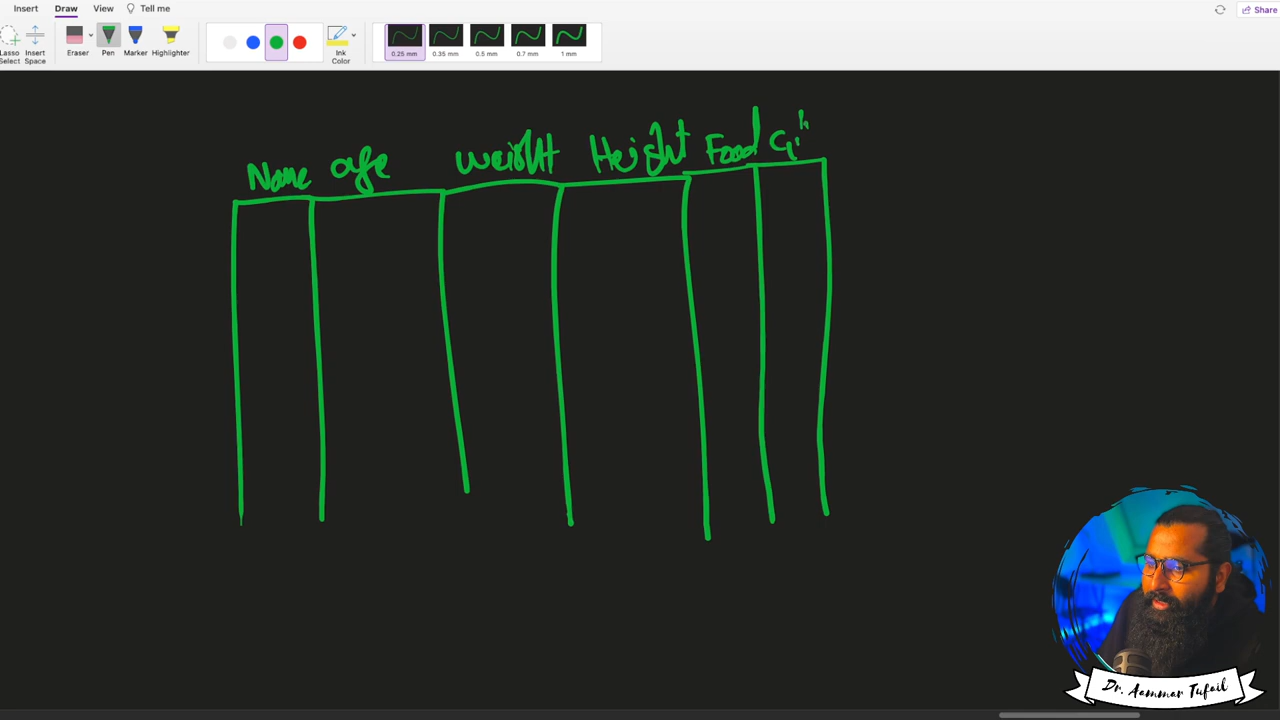 Insert Draw View Tell me
Share
Lasso Select
Insert Space
Eraser
Pen
Marker
Highlighter
Ink Color
0.25 mm
0.35 mm
0.5 mm
0.7 mm
1 mm
Name age weight Height Food
Dr. Aammar Tufail